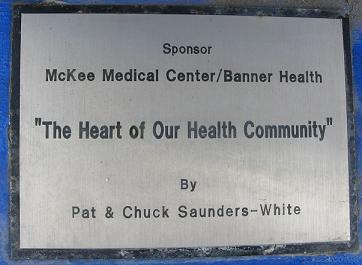 Sponsor
McKee Medical Center/Banner Health
"The Heart of Our Health Community"
By
Pat & Chuck Saunders-White